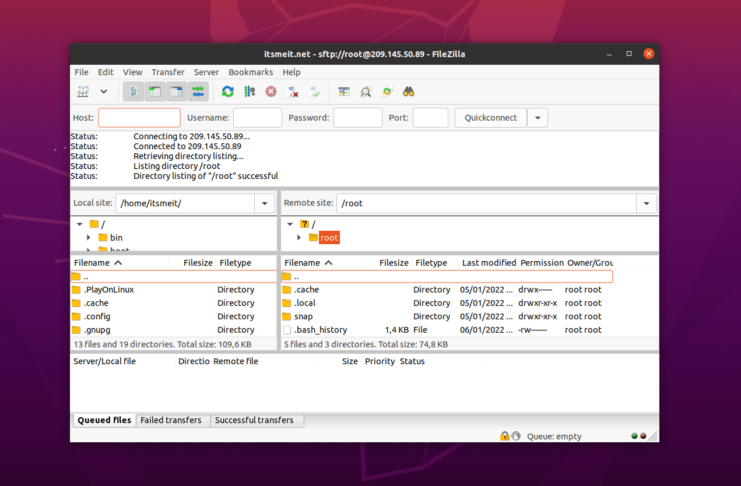 itsmeit.net - sftp://root@209.145.50.89 - FileZilla
File Edit View Transfer Server Bookmarks Help
Host: Username: Password: Port: Quickconnect
Status: Connecting to 209.145.50.89...
Status: Connected to 209.145.50.89
Status: Retrieving directory listing...
Status: Listing directory /root
Status: Directory listing of "/root" successful
Local site: /home/itsmeit/ Remote site: /root
/ ? /
bin root
boot
Filename Filesize Filetype Filename Filesize Filetype Last modified Permission Owner/Grou
.. ..
.PlayOnLinux Directory .cache Directory 05/01/2022 ... drwx------ root root
.cache Directory .local Directory 05/01/2022 ... drwxr-xr-x root root
.config Directory snap Directory 05/01/2022 ... drwxr-xr-x root root
.gnupg Directory .bash_history 1,4 KB File 06/01/2022 ... -rw------- root root
13 files and 19 directories. Total size: 109,6 KB 5 files and 3 directories. Total size: 74,8 KB
Server/Local file Directio Remote file Size Priority Status
Queued files Failed transfers Successful transfers
Queue: empty